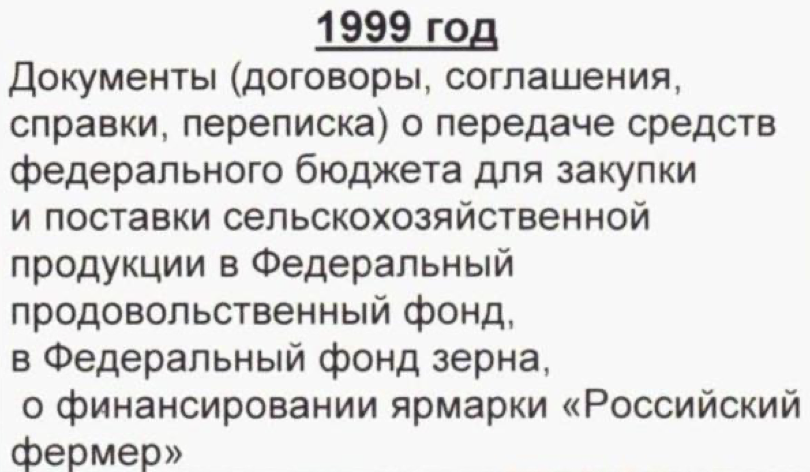 1999 год
Документы (договоры, соглашения,
справки, переписка) о передаче средств
федерального бюджета для закупки
и поставки сельскохозяйственной
продукции в Федеральный
продовольственный фонд,
в Федеральный фонд зерна,
о финансировании ярмарки «Российский
фермер»